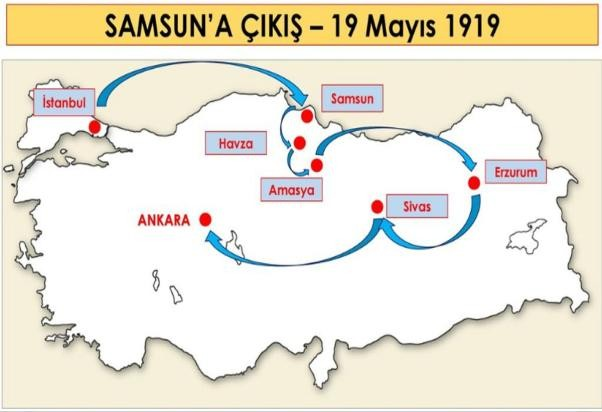 SAMSUN'A ÇIKIŞ – 19 Mayıs 1919
İstanbul
Samsun
Havza
Amasya
Erzurum
Sivas
ANKARA